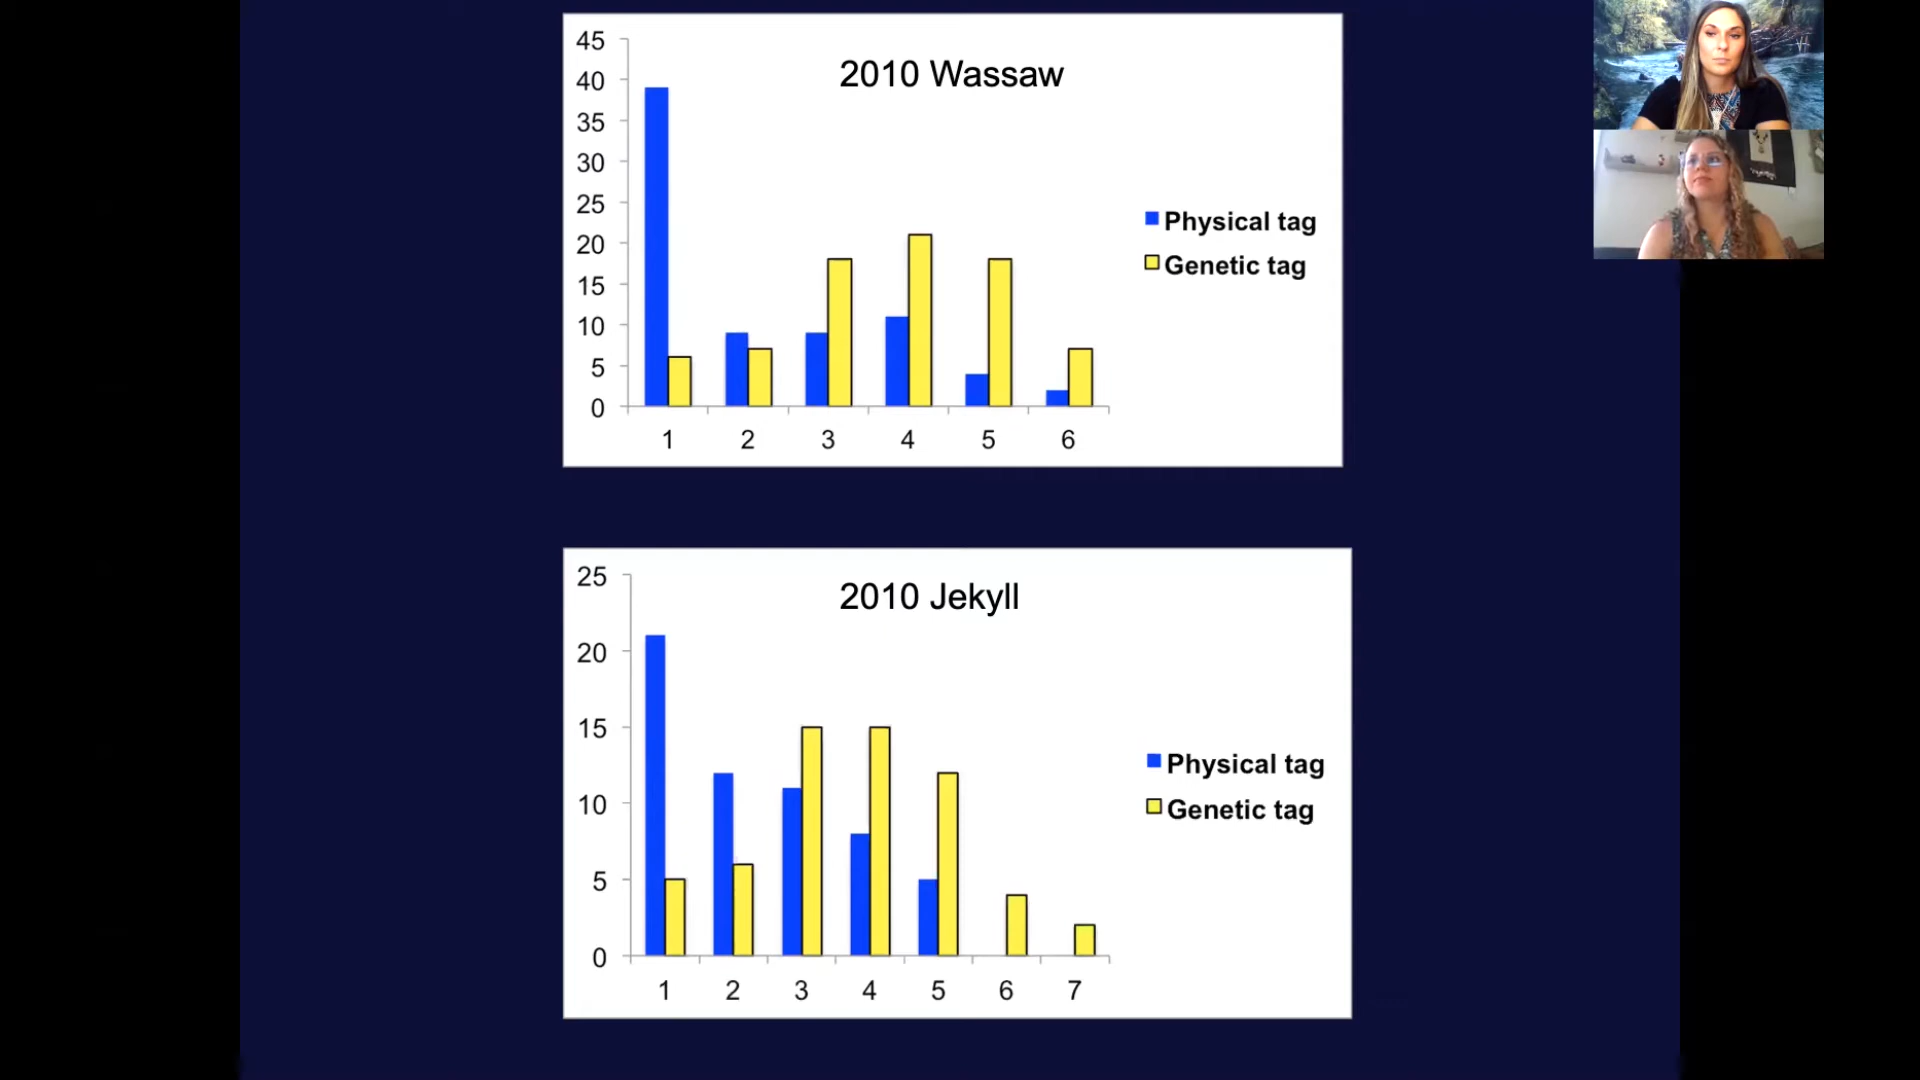 2010 Wassaw
45
40
35
30
25
20
15
10
5
0
1 2 3 4 5 6
Physical tag
Genetic tag
2010 Jekyll
25
20
15
10
5
0
1 2 3 4 5 6 7
Physical tag
Genetic tag